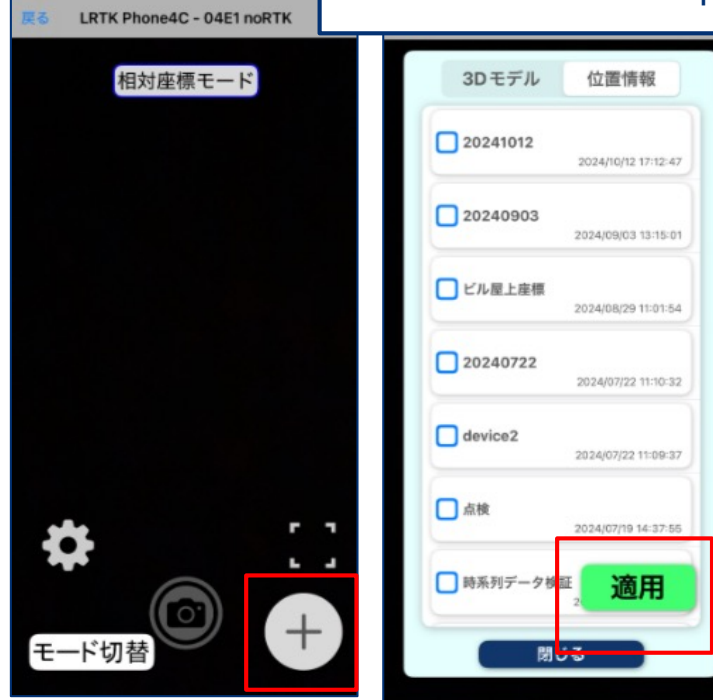 戻る LRTK Phone4C - 04E1 noRTK
相対座標モード
モード切替
3Dモデル 位置情報
20241012
2024/10/12 17:12:47
20240903
2024/09/03 13:15:01
ビル屋上座標
2024/08/29 11:01:54
20240722
2024/07/22 11:10:32
device2
2024/07/22 11:09:37
点検
2024/07/19 14:37:55
時系列データ検証
適用
閉じる